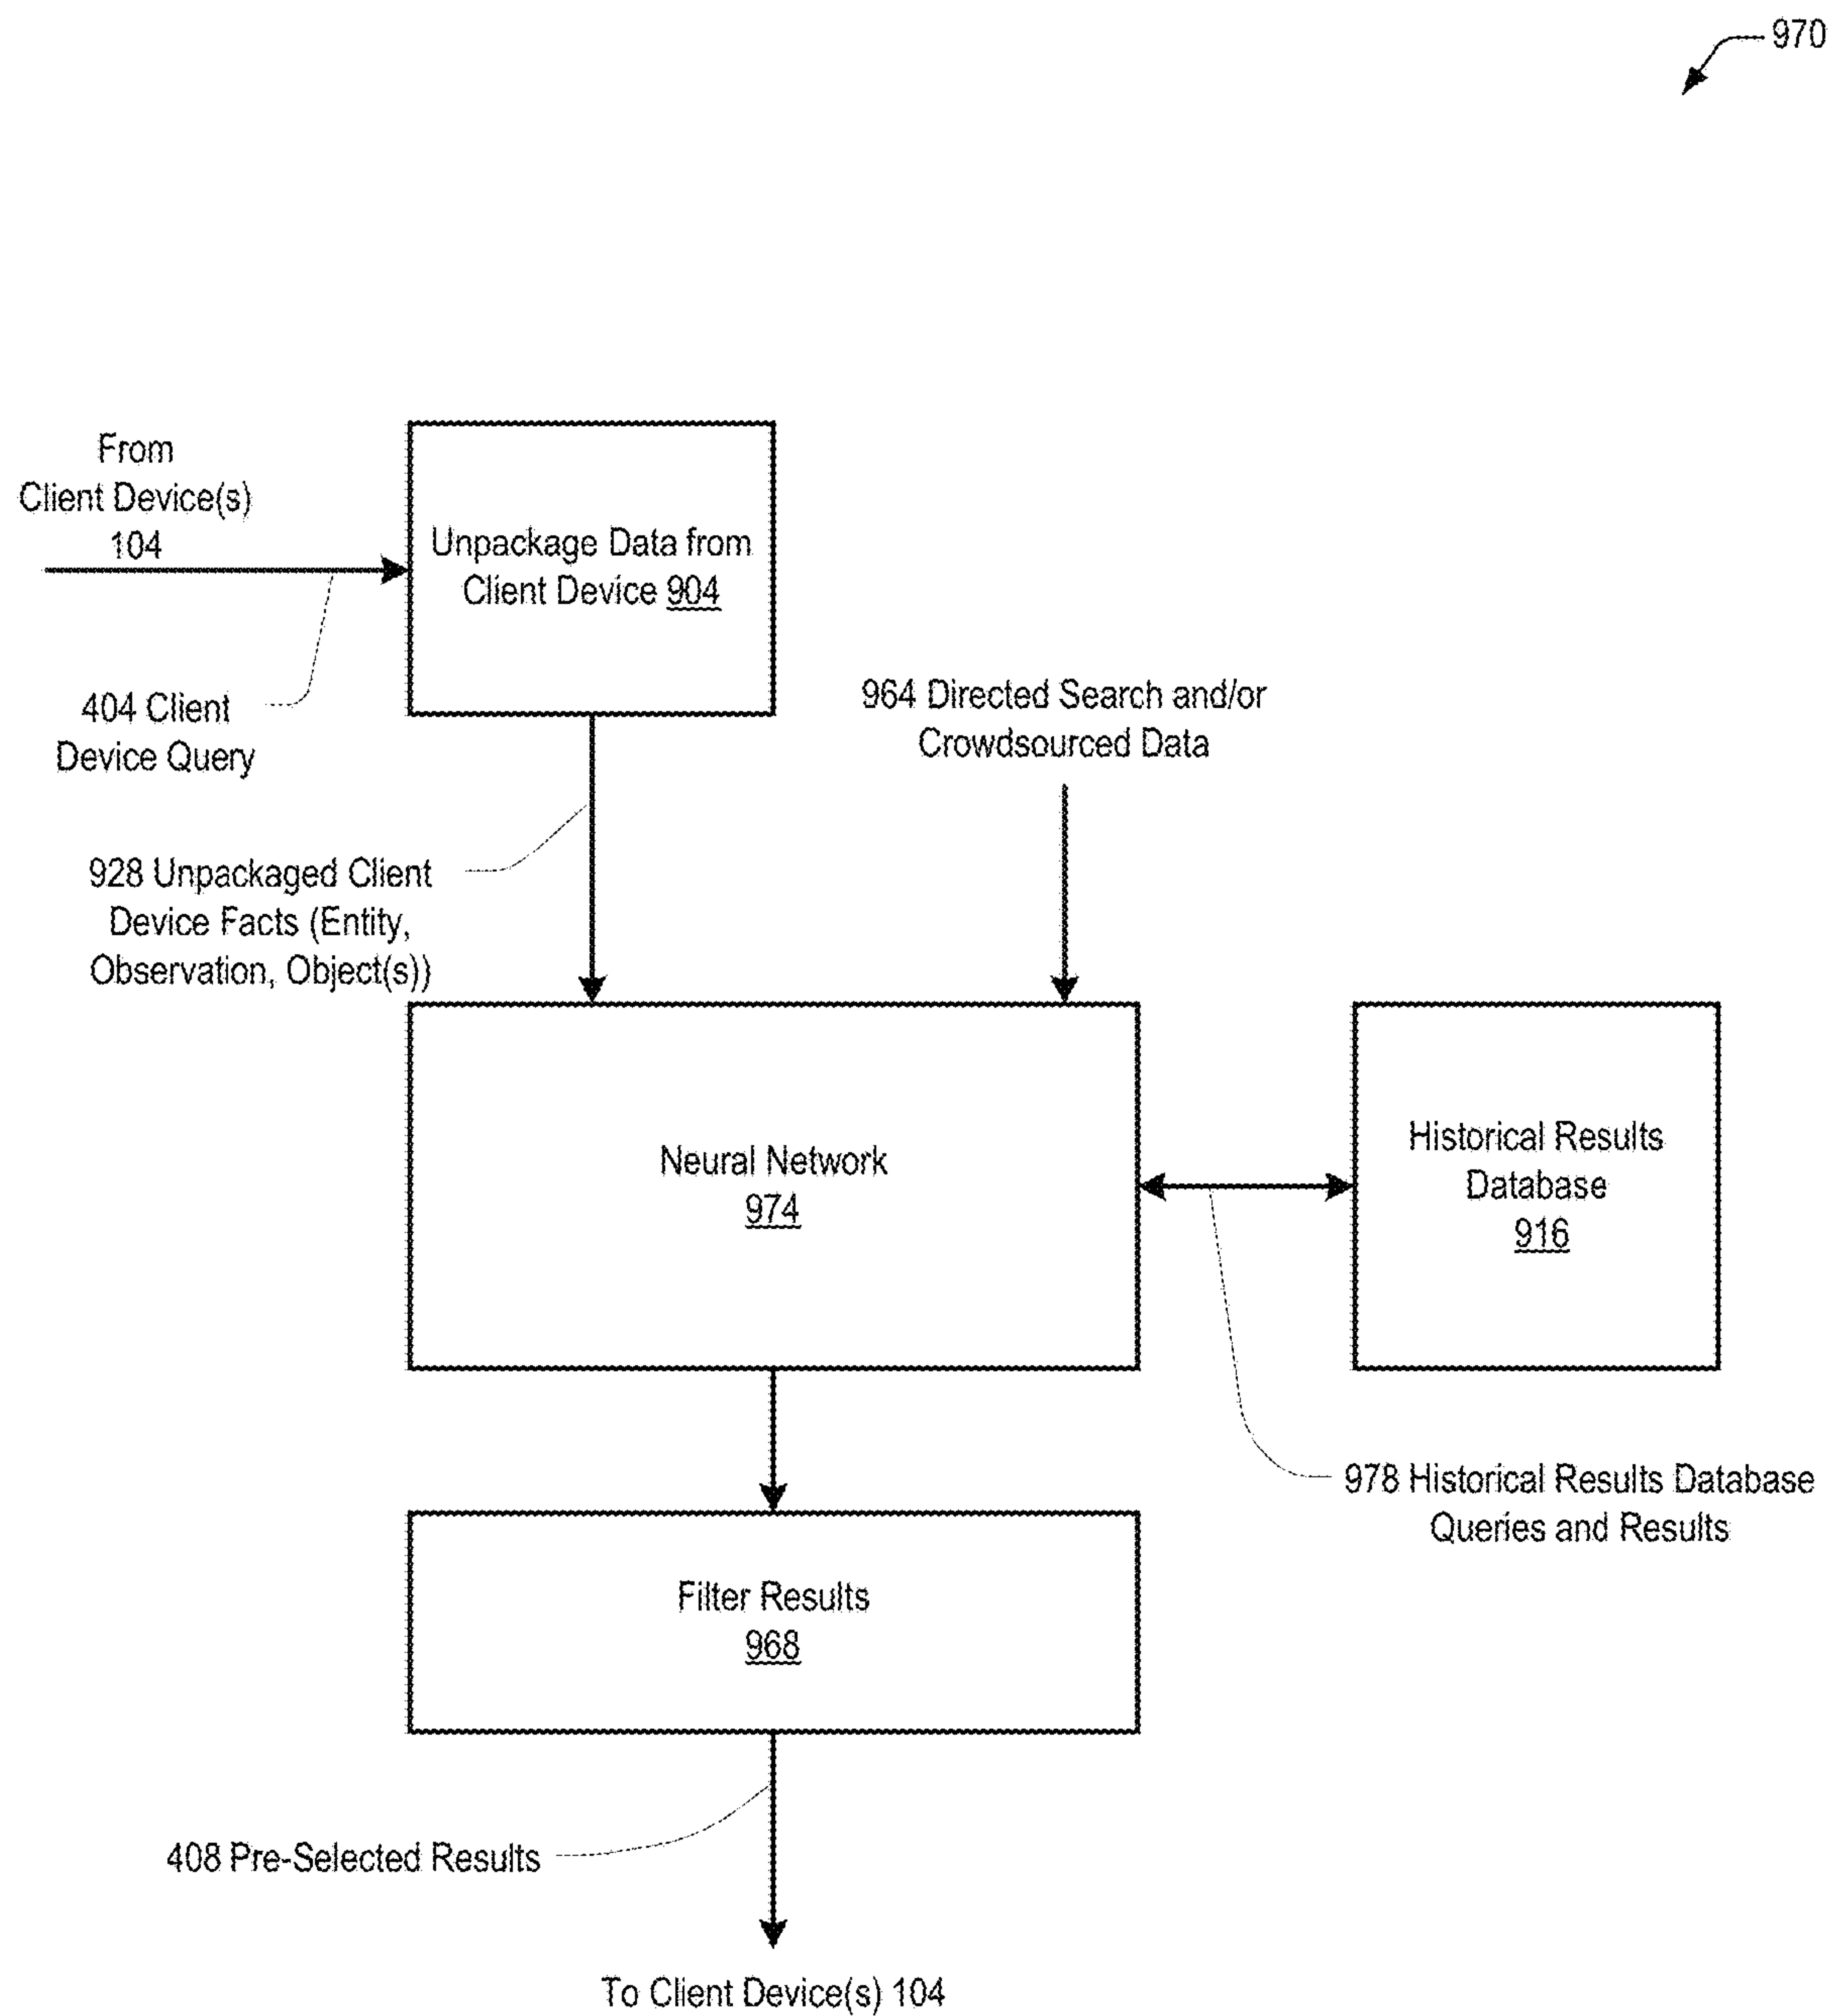 970
From
Client Device(s)
104
Unpackage Data from
Client Device 904
404 Client
Device Query
964 Directed Search and/or
Crowdsourced Data
928 Unpackaged Client
Device Facts (Entity,
Observation, Object(s))
Neural Network
974
Historical Results
Database
916
978 Historical Results Database
Queries and Results
Filter Results
968
408 Pre-Selected Results
To Client Device(s) 104